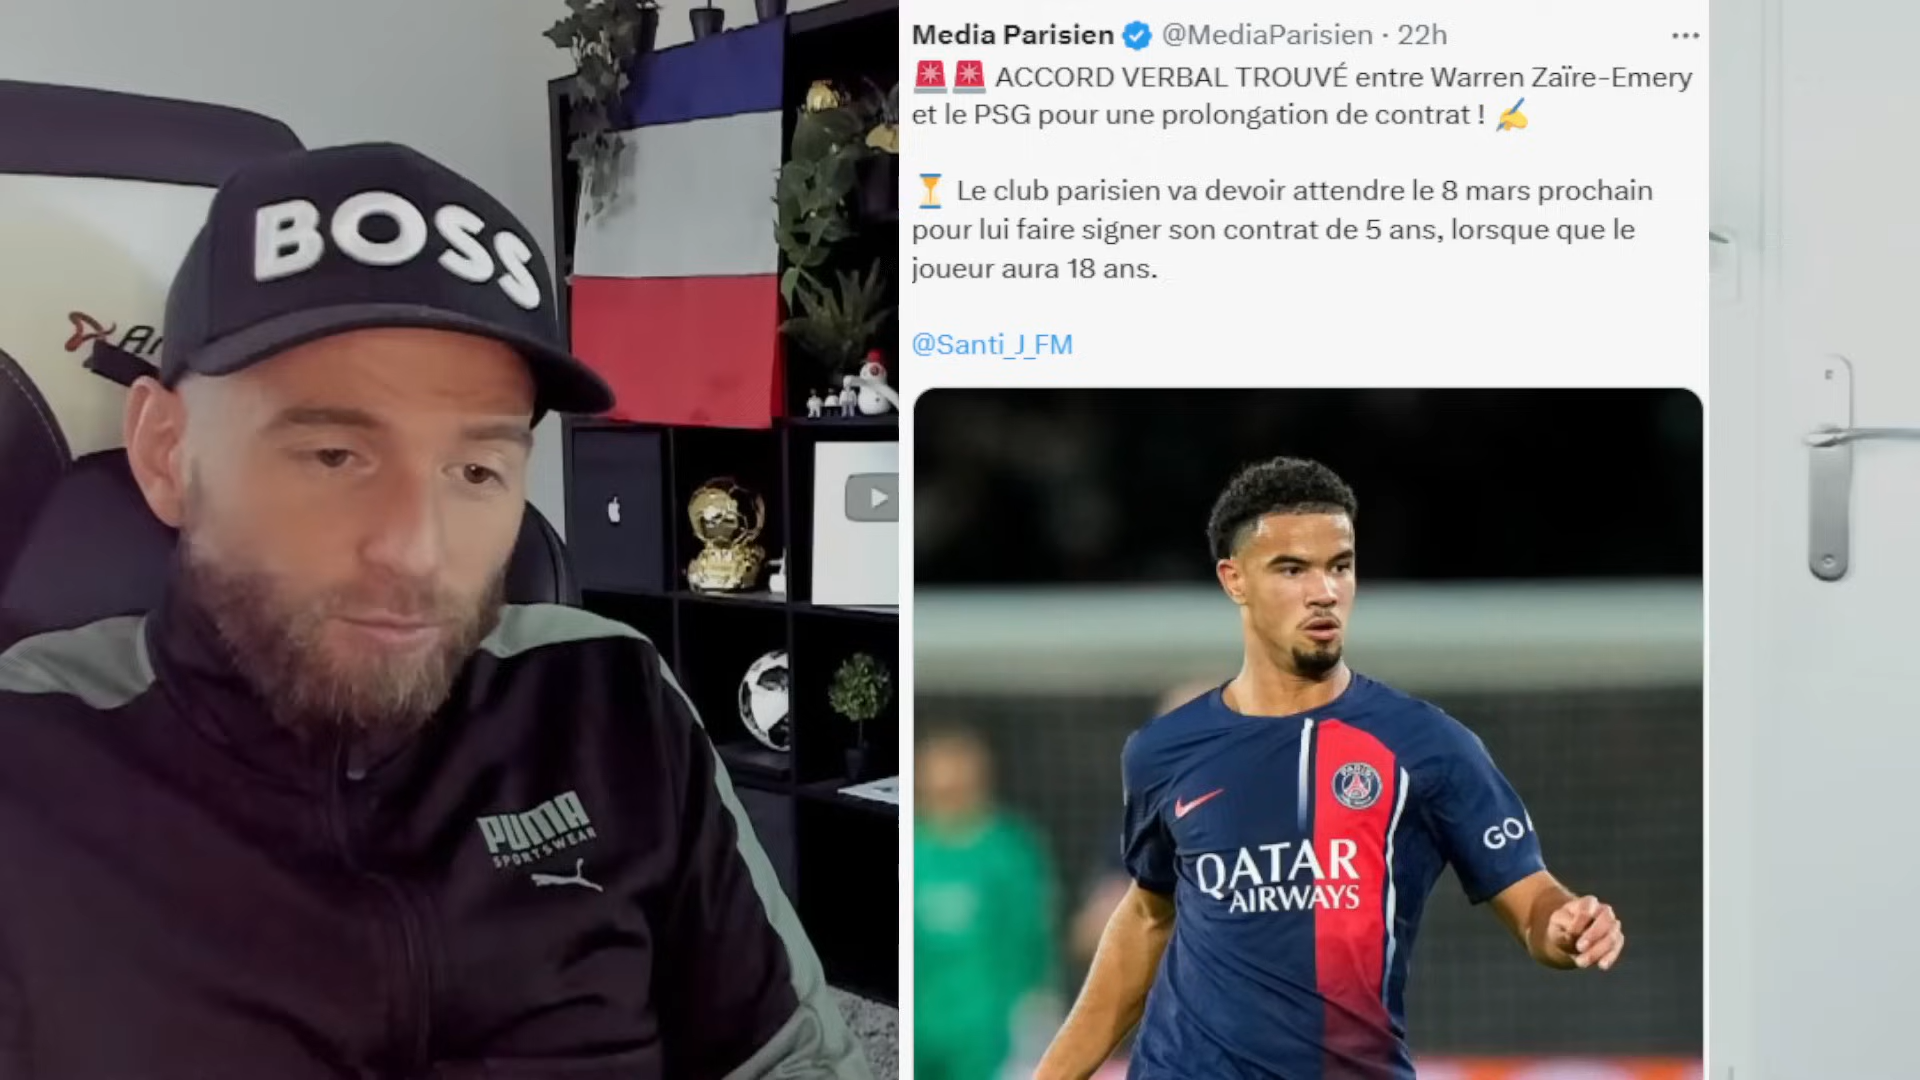 BOSS
PUMA
SPORTSWEAR
Media Parisien @MediaParisien · 22h
🚨🚨 ACCORD VERBAL TROUVÉ entre Warren Zaïre-Emery
et le PSG pour une prolongation de contrat ! ✍️
⏳ Le club parisien va devoir attendre le 8 mars prochain
pour lui faire signer son contrat de 5 ans, lorsque que le
joueur aura 18 ans.
@Santi_J_FM
PARIS
QATAR
AIRWAYS